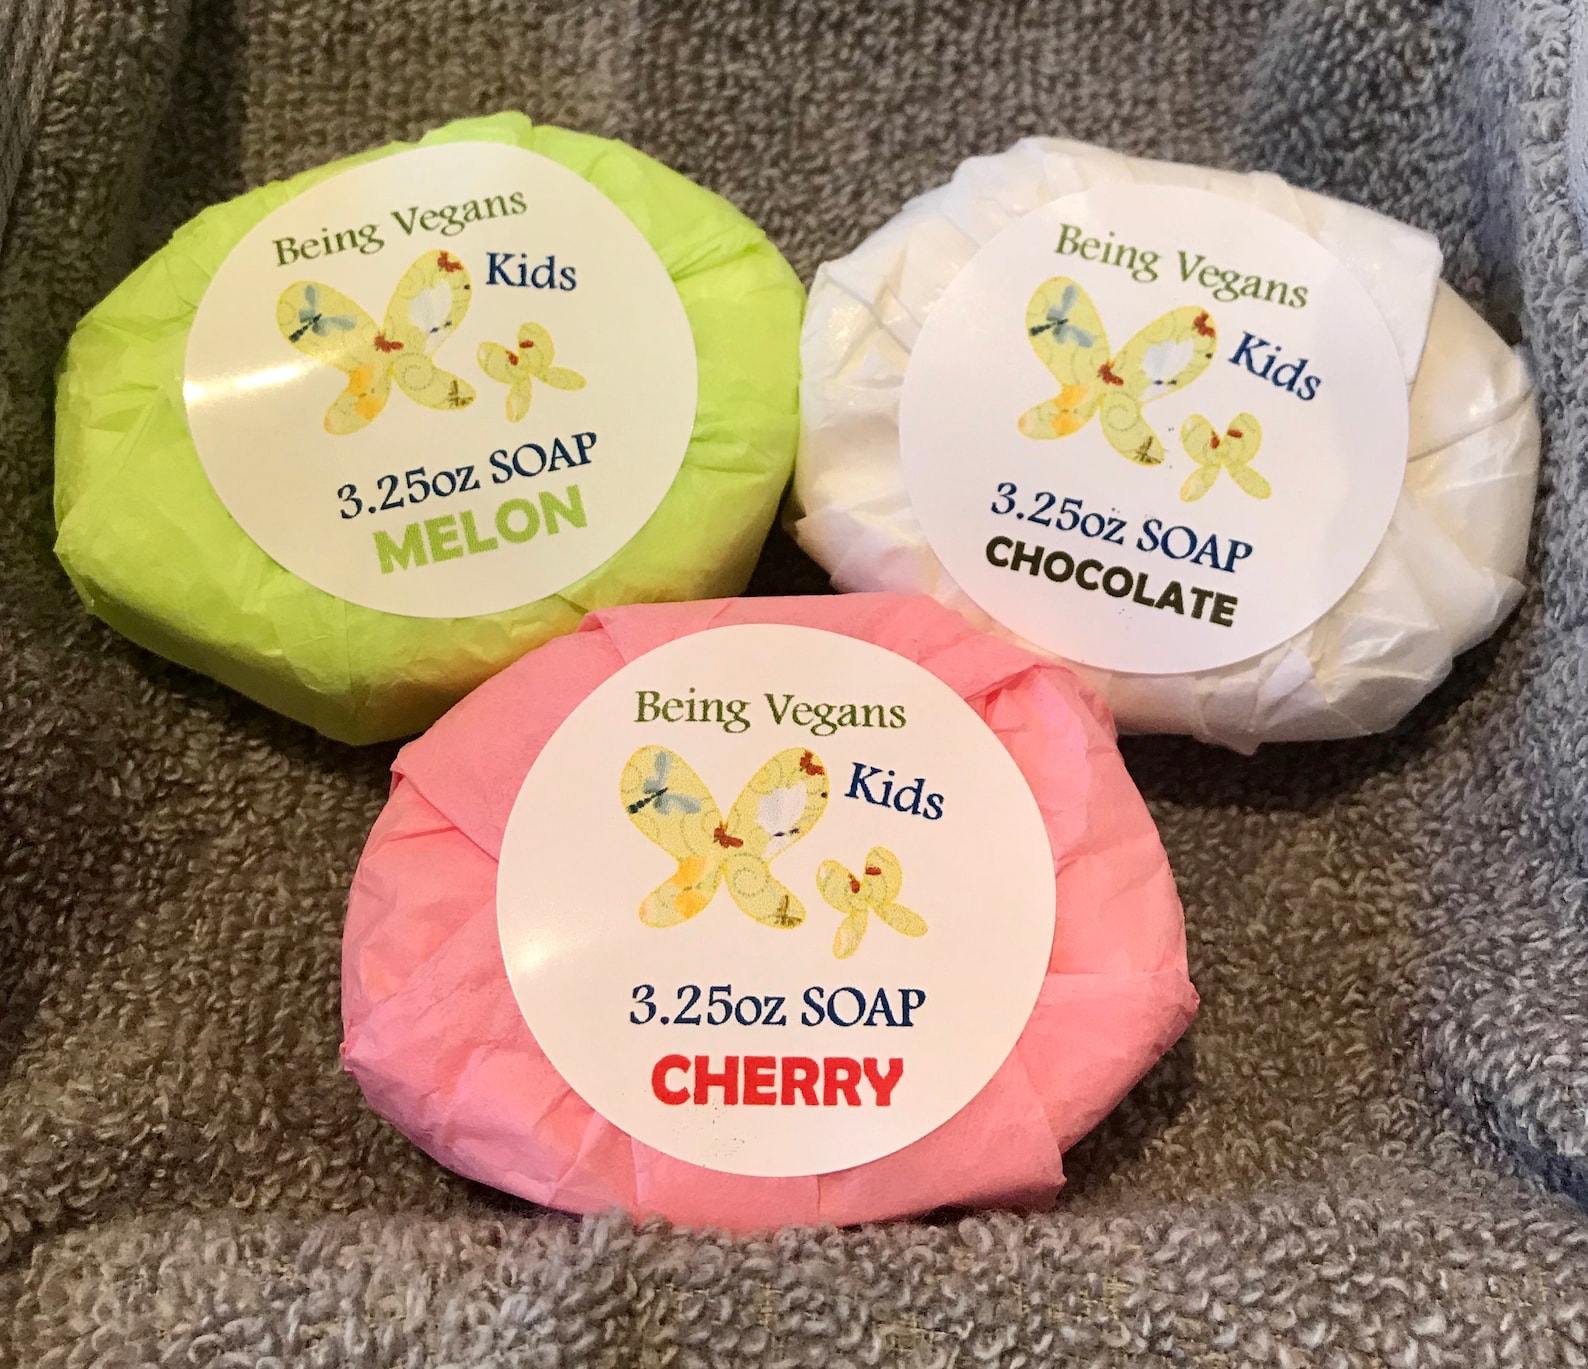 Being Vegans
Kids
3.25oz SOAP
MELON
Being Vegans
Kids
3.25oz SOAP
CHOCOLATE
Being Vegans
Kids
3.25oz SOAP
CHERRY